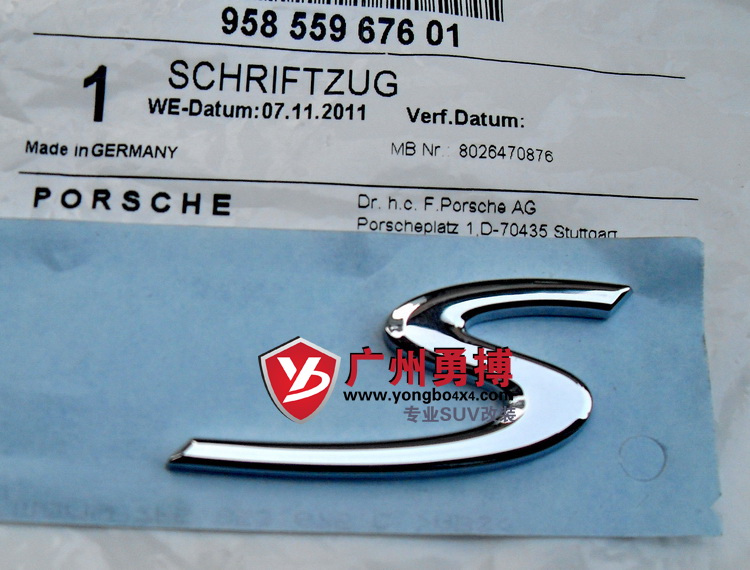 958 559 676 01
1
SCHRIFTZUG
WE-Datum:07.11.2011 Verf.Datum:
Made in GERMANY MB Nr.: 8026470876
PORSCHE
Dr. h.c. F.Porsche AG
Porscheplatz 1,D-70435 Stuttgart
S
YB
广州勇搏
www.yongbo4x4.com
专业SUV改装